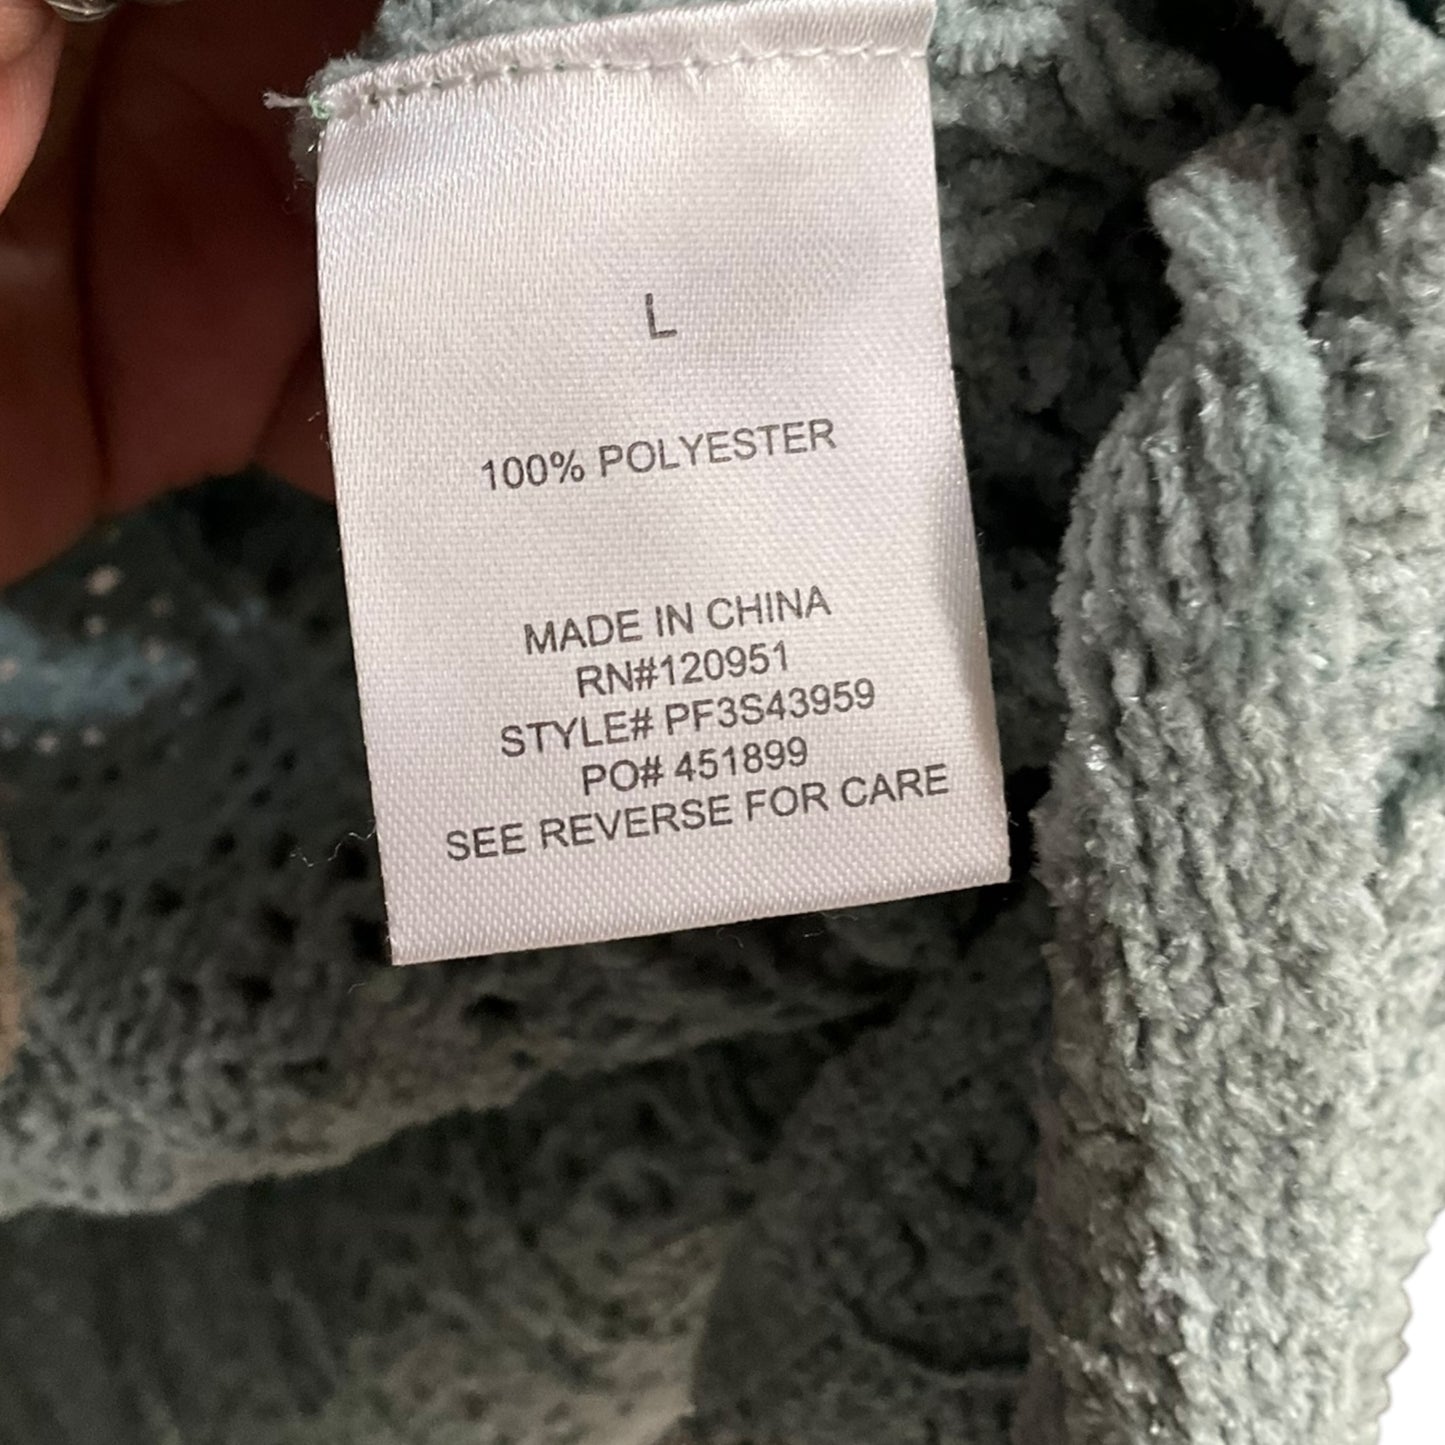 L
100% POLYESTER
MADE IN CHINA
RN#120951
STYLE# PF3S43959
PO# 451899
SEE REVERSE FOR CARE